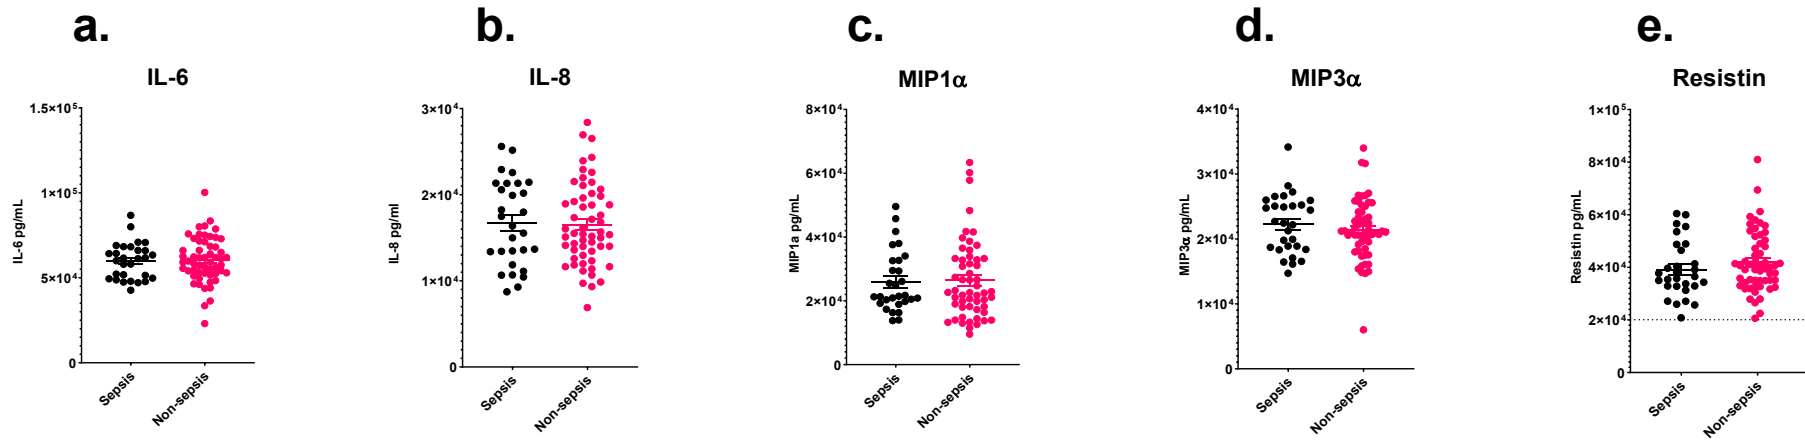 a.
IL-6
1.5×10⁵
1×10⁵
5×10⁴
0
IL-6 pg/mL
Sepsis
Non-sepsis
b.
IL-8
3×10⁴
2×10⁴
1×10⁴
0
IL-8 pg/ml
Sepsis
Non-sepsis
c.
MIP1α
8×10⁴
6×10⁴
4×10⁴
2×10⁴
0
MIP1a pg/mL
Sepsis
Non-sepsis
d.
MIP3α
4×10⁴
3×10⁴
2×10⁴
1×10⁴
0
MIP3α pg/mL
Sepsis
Non-sepsis
e.
Resistin
1×10⁵
8×10⁴
6×10⁴
4×10⁴
2×10⁴
0
Resistin pg/mL
Sepsis
Non-sepsis